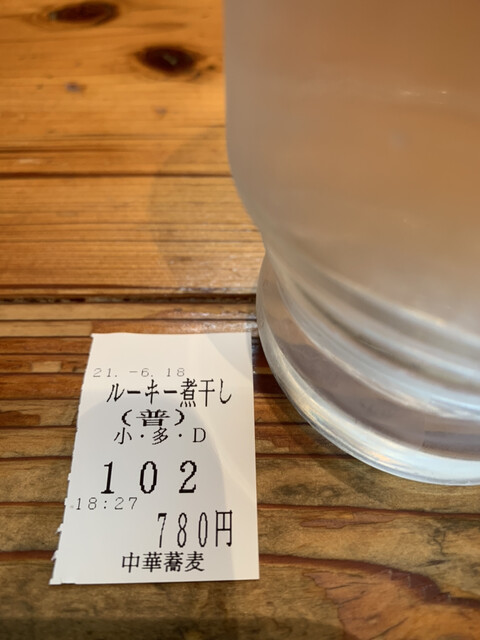 21. -6. 18
ルーキー煮干し
(普)
小・多・D
102
18:27
780円
中華蕎麦